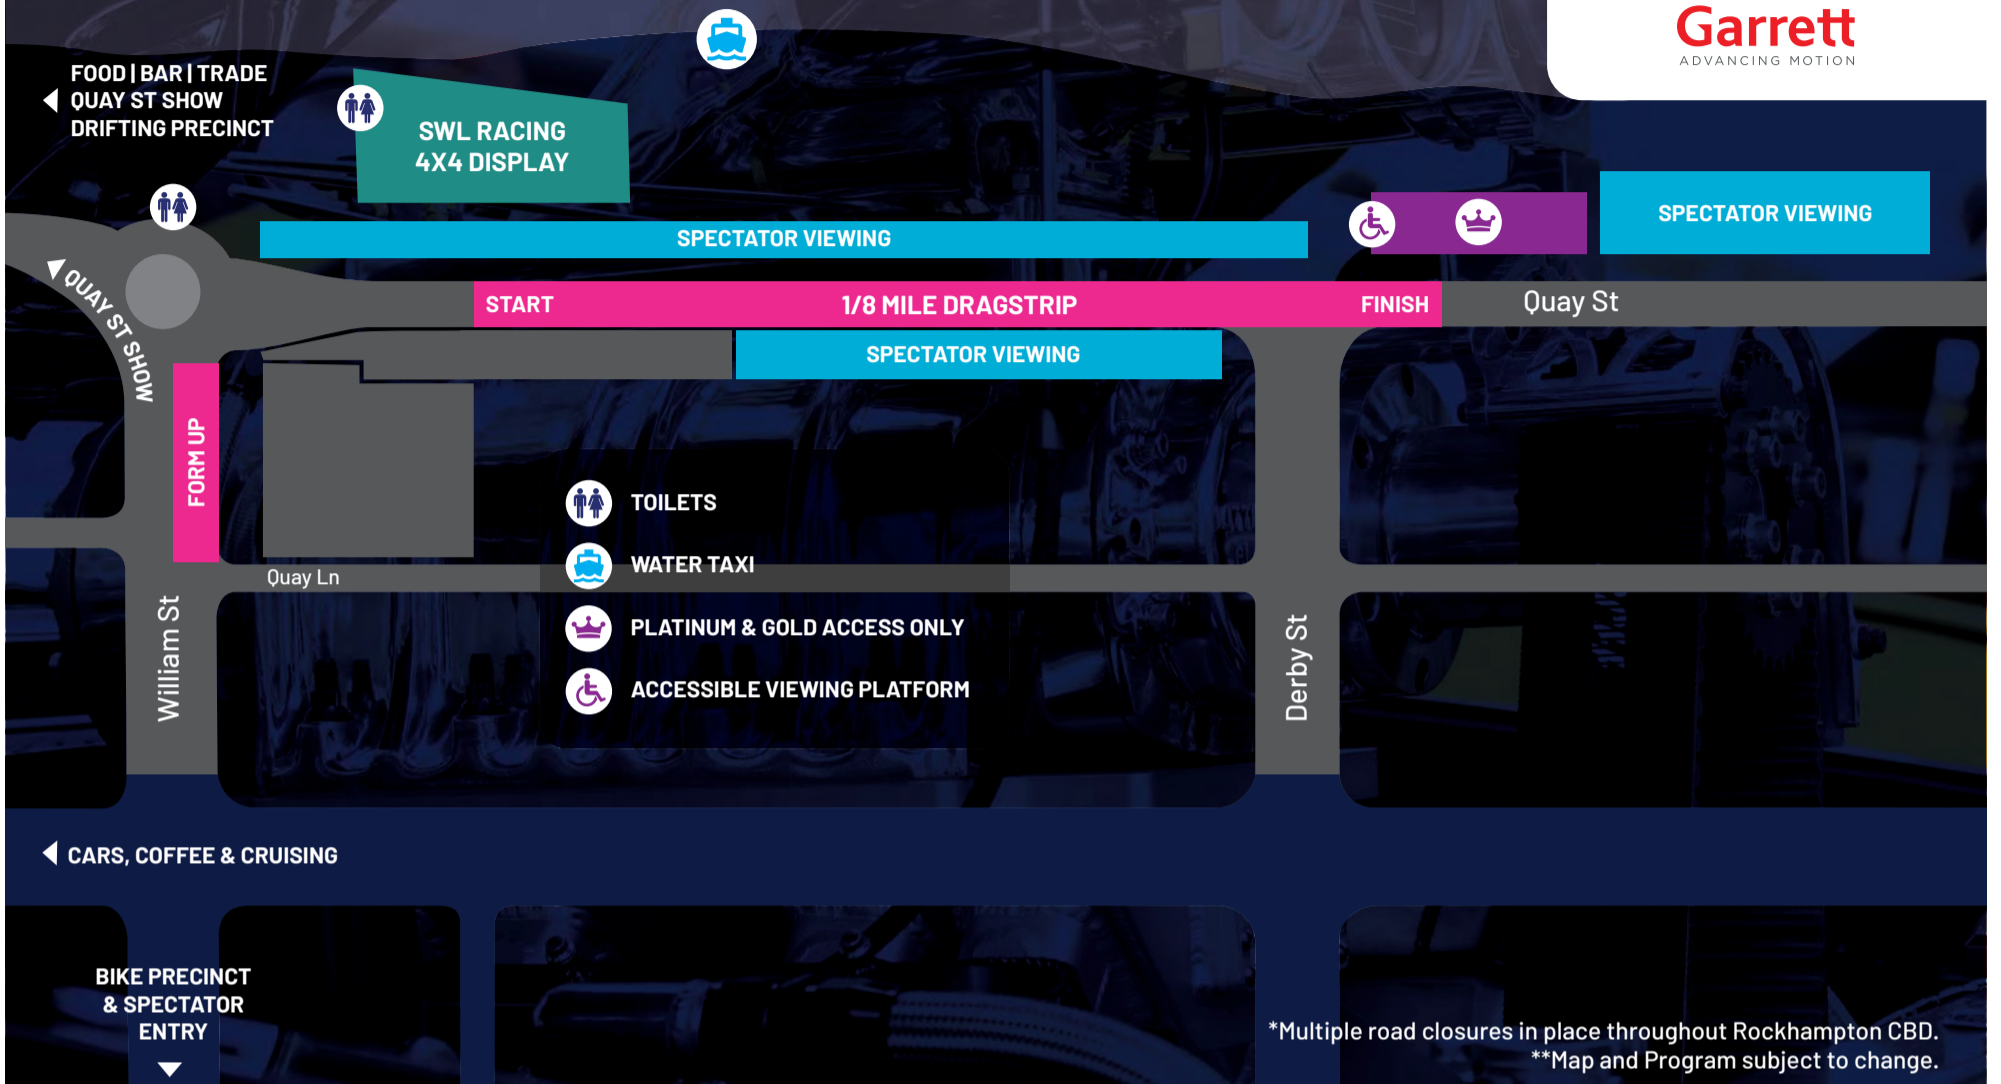 Garrett
ADVANCING MOTION
FOOD | BAR | TRADE
QUAY ST SHOW
DRIFTING PRECINCT
SWL RACING
4X4 DISPLAY
SPECTATOR VIEWING
SPECTATOR VIEWING
QUAY ST SHOW
START
1/8 MILE DRAGSTRIP
FINISH
Quay St
SPECTATOR VIEWING
FORM UP
TOILETS
WATER TAXI
Quay Ln
PLATINUM & GOLD ACCESS ONLY
ACCESSIBLE VIEWING PLATFORM
William St
Derby St
CARS, COFFEE & CRUISING
BIKE PRECINCT
& SPECTATOR
ENTRY
*Multiple road closures in place throughout Rockhampton CBD.
**Map and Program subject to change.